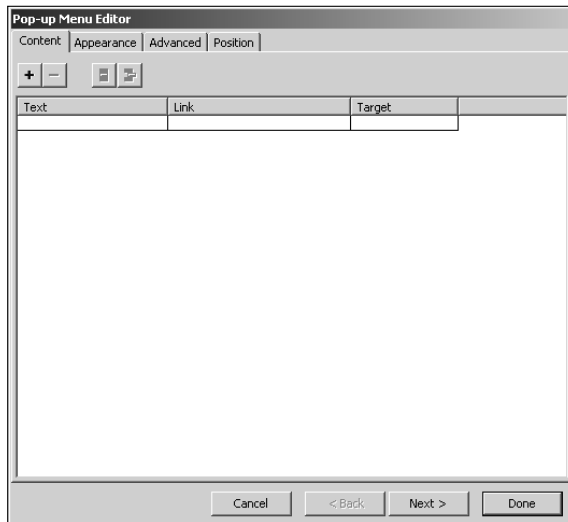 Pop-up Menu Editor
Content Appearance Advanced Position
Text Link Target
Cancel < Back Next > Done